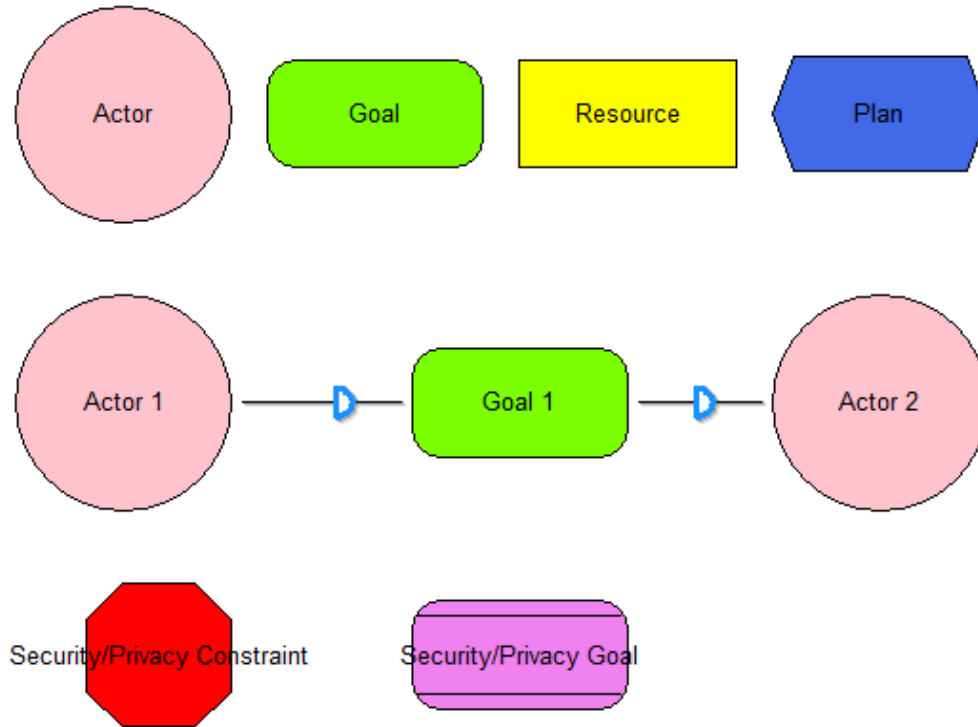 Actor
Goal
Resource
Plan
Actor 1
Goal 1
Actor 2
Security/Privacy Constraint
Security/Privacy Goal